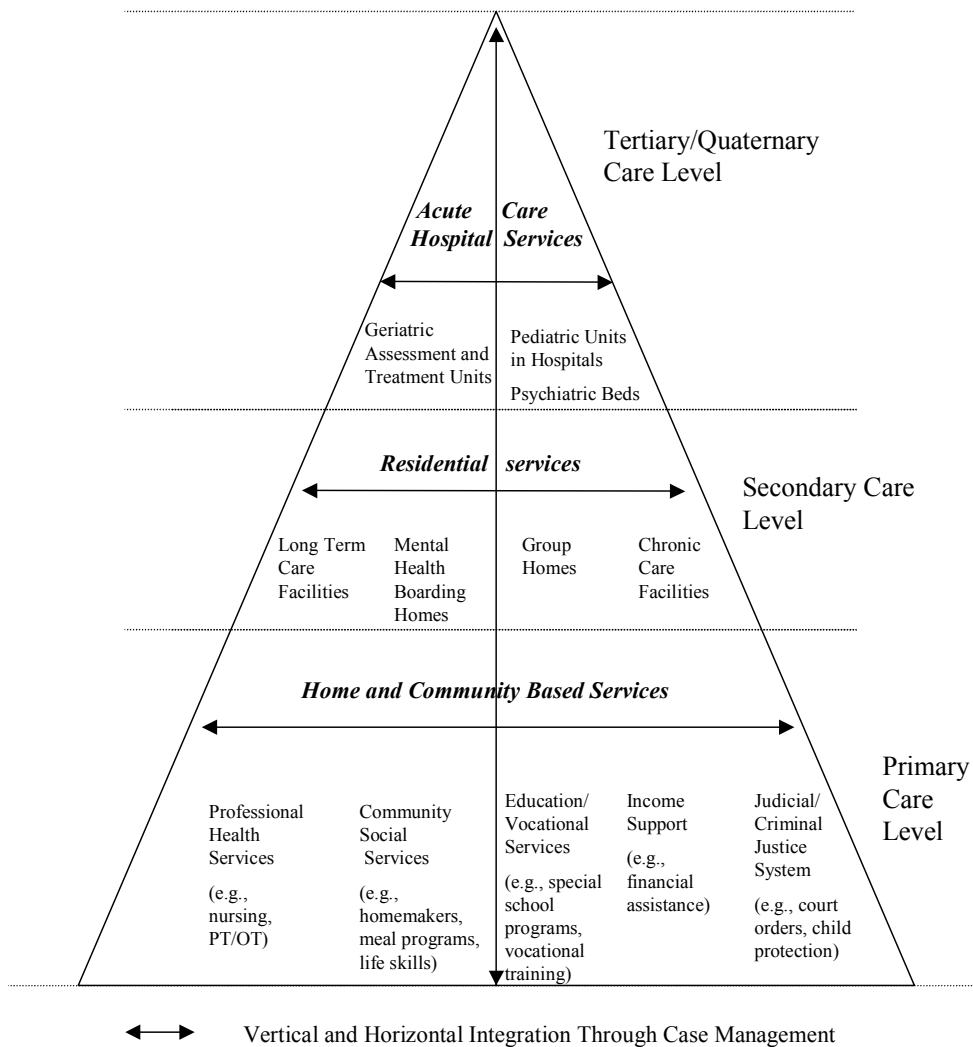 Tertiary/Quaternary
Care Level
Acute Care
Hospital Services
Geriatric
Assessment and
Treatment Units
Pediatric Units
in Hospitals
Psychiatric Beds
Residential services
Secondary Care
Level
Long Term
Care
Facilities
Mental
Health
Boarding
Homes
Group
Homes
Chronic
Care
Facilities
Home and Community Based Services
Primary
Care
Level
Professional
Health
Services
(e.g.,
nursing,
PT/OT)
Community
Social
Services
(e.g.,
homemakers,
meal programs,
life skills)
Education/
Vocational
Services
(e.g., special
school
programs,
vocational
training)
Income
Support
(e.g.,
financial
assistance)
Judicial/
Criminal
Justice
System
(e.g., court
orders, child
protection)
Vertical and Horizontal Integration Through Case Management